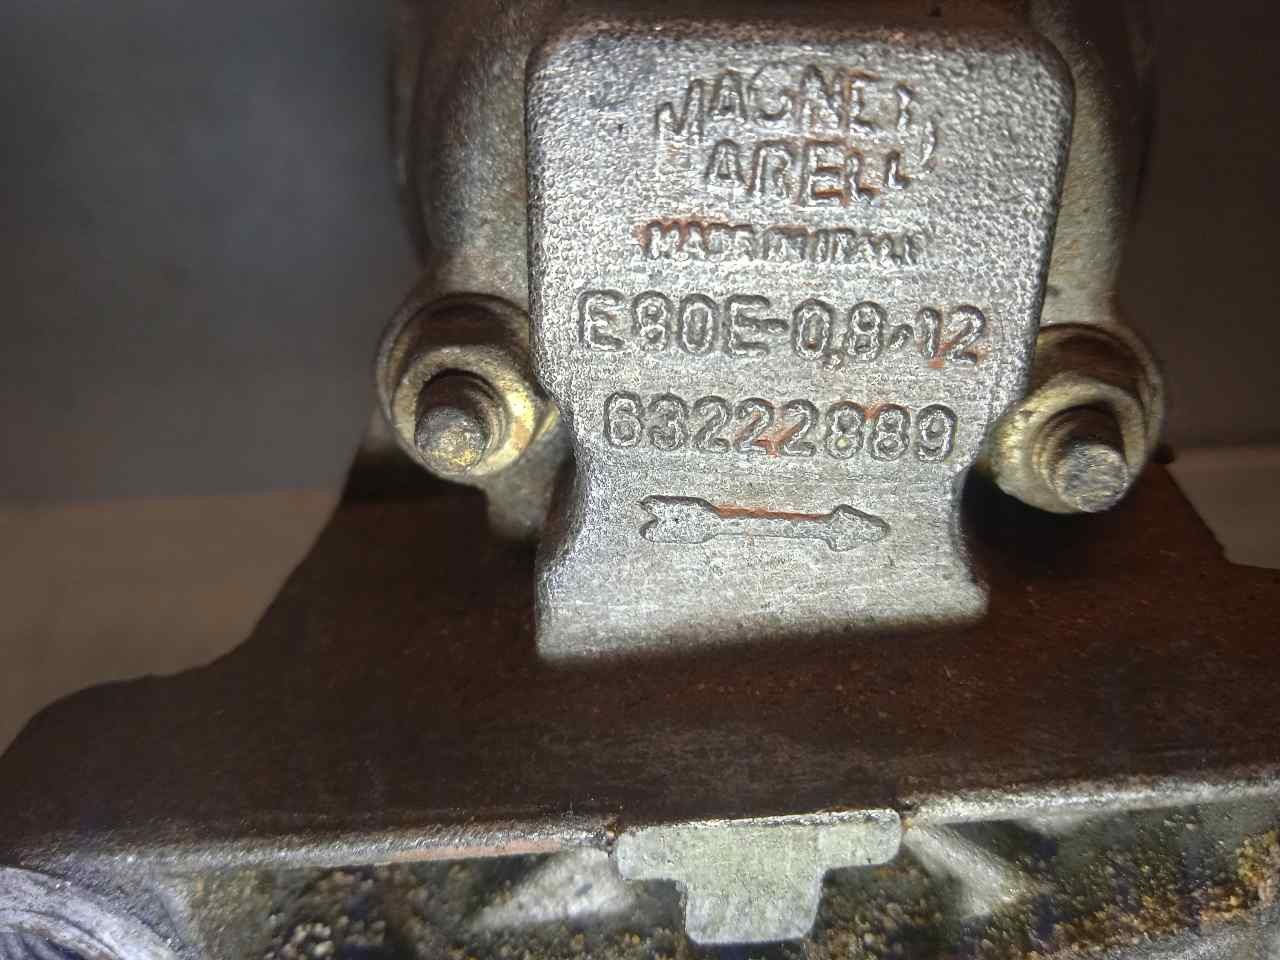 MAGNETI
MARELLI
MADE IN ITALY
E80E-0,8-12
63222889